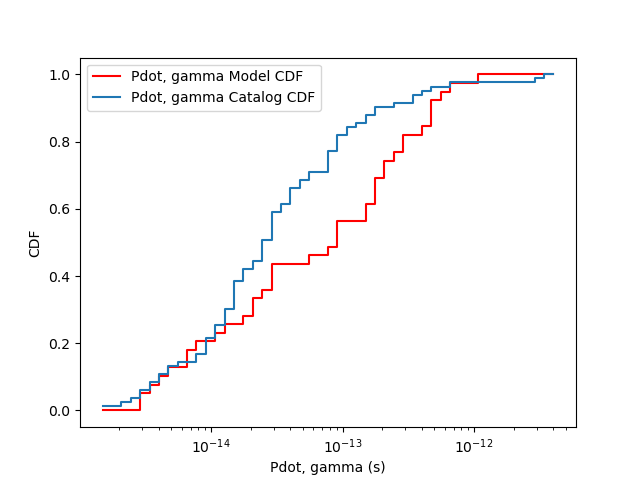 Pdot, gamma Model CDF
Pdot, gamma Catalog CDF
CDF
1.0
0.8
0.6
0.4
0.2
0.0
10⁻¹⁴
10⁻¹³
10⁻¹²
Pdot, gamma (s)